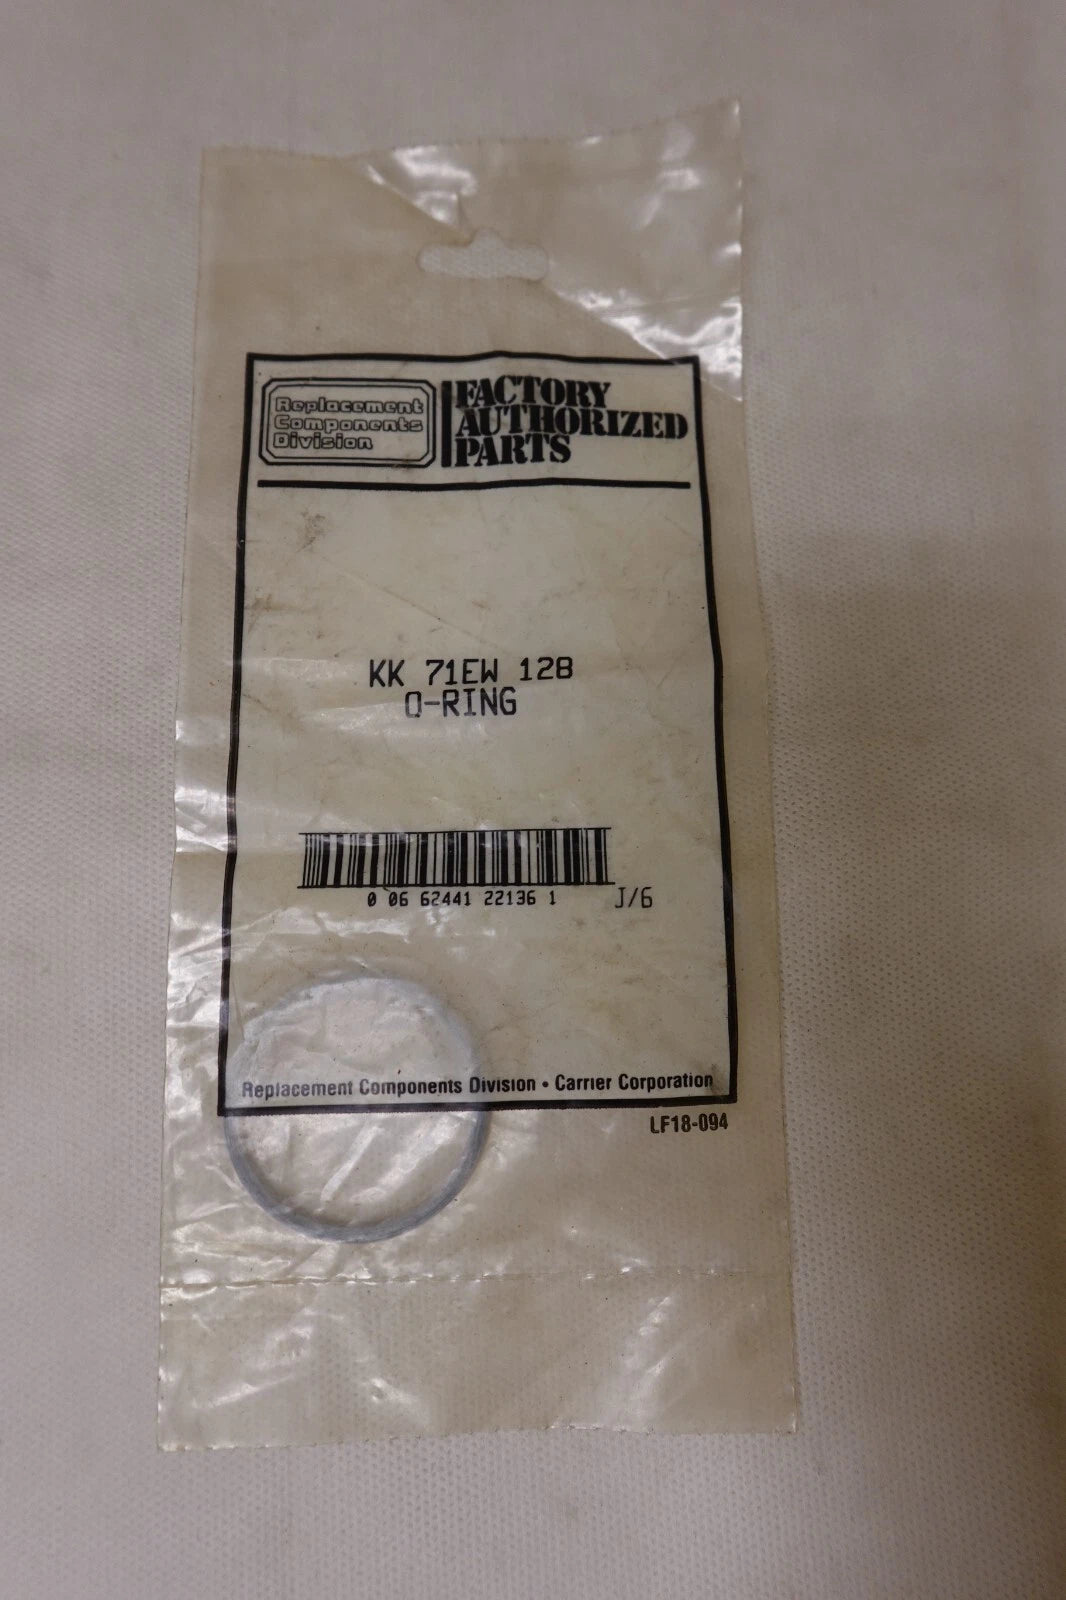 Replacement
Components
Division
FACTORY
AUTHORIZED
PARTS
KK 71EW 128
O-RING
0 06 62441 22136 1
J/6
Replacement Components Division • Carrier Corporation
LF18-094